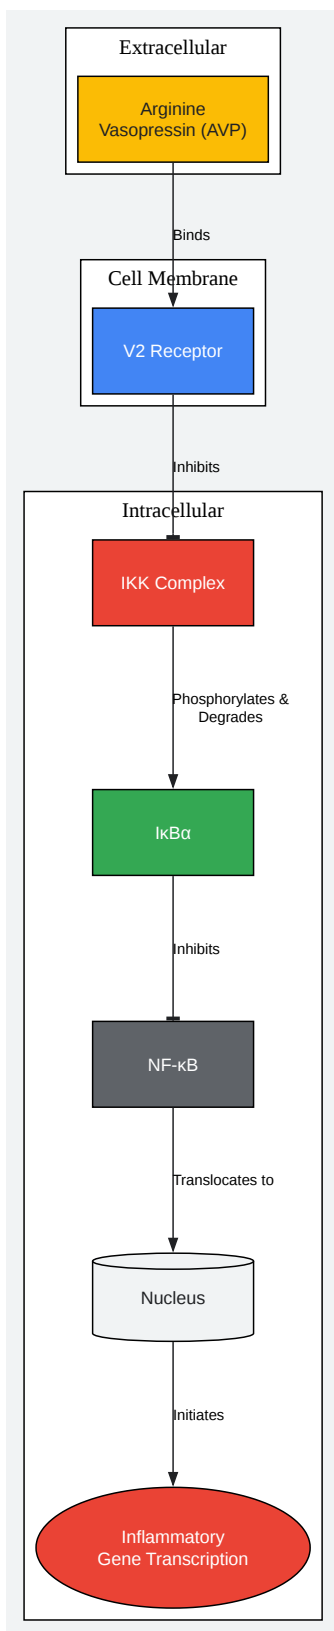 Extracellular
Arginine
Vasopressin (AVP)
Binds
Cell Membrane
V2 Receptor
Inhibits
Intracellular
IKK Complex
Phosphorylates &
Degrades
IκBα
Inhibits
NF-κB
Translocates to
Nucleus
Initiates
Inflammatory
Gene Transcription